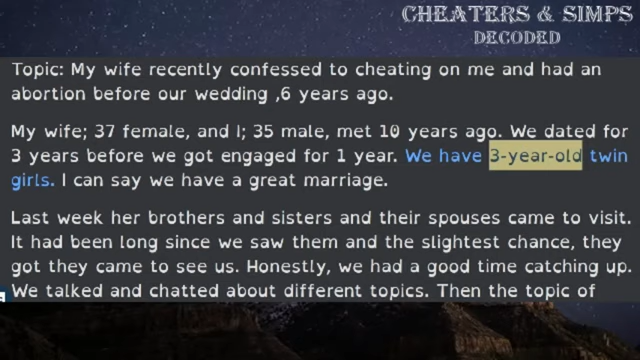 CHEATERS & SIMPS
DECODED
Topic: My wife recently confessed to cheating on me and had an
abortion before our wedding ,6 years ago.
My wife; 37 female, and I; 35 male, met 10 years ago. We dated for
3 years before we got engaged for 1 year. We have 3-year-old twin
girls. I can say we have a great marriage.
Last week her brothers and sisters and their spouses came to visit.
It had been long since we saw them and the slightest chance, they
got they came to see us. Honestly, we had a good time catching up.
We talked and chatted about different topics. Then the topic of